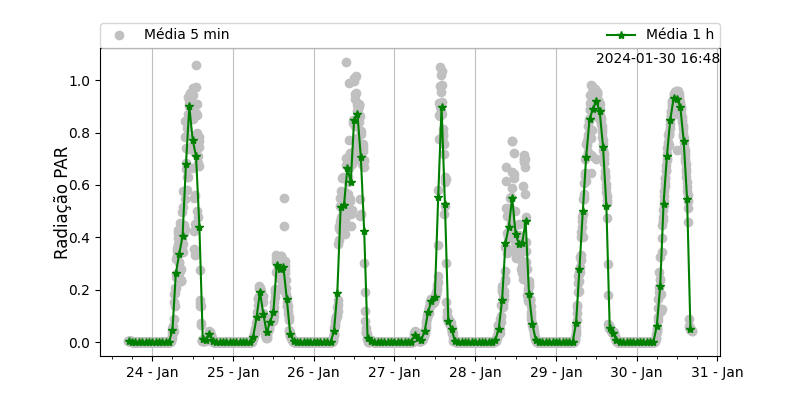 Média 5 min
Média 1 h
2024-01-30 16:48
Radiação PAR
1.0
0.8
0.6
0.4
0.2
0.0
24 - Jan
25 - Jan
26 - Jan
27 - Jan
28 - Jan
29 - Jan
30 - Jan
31 - Jan